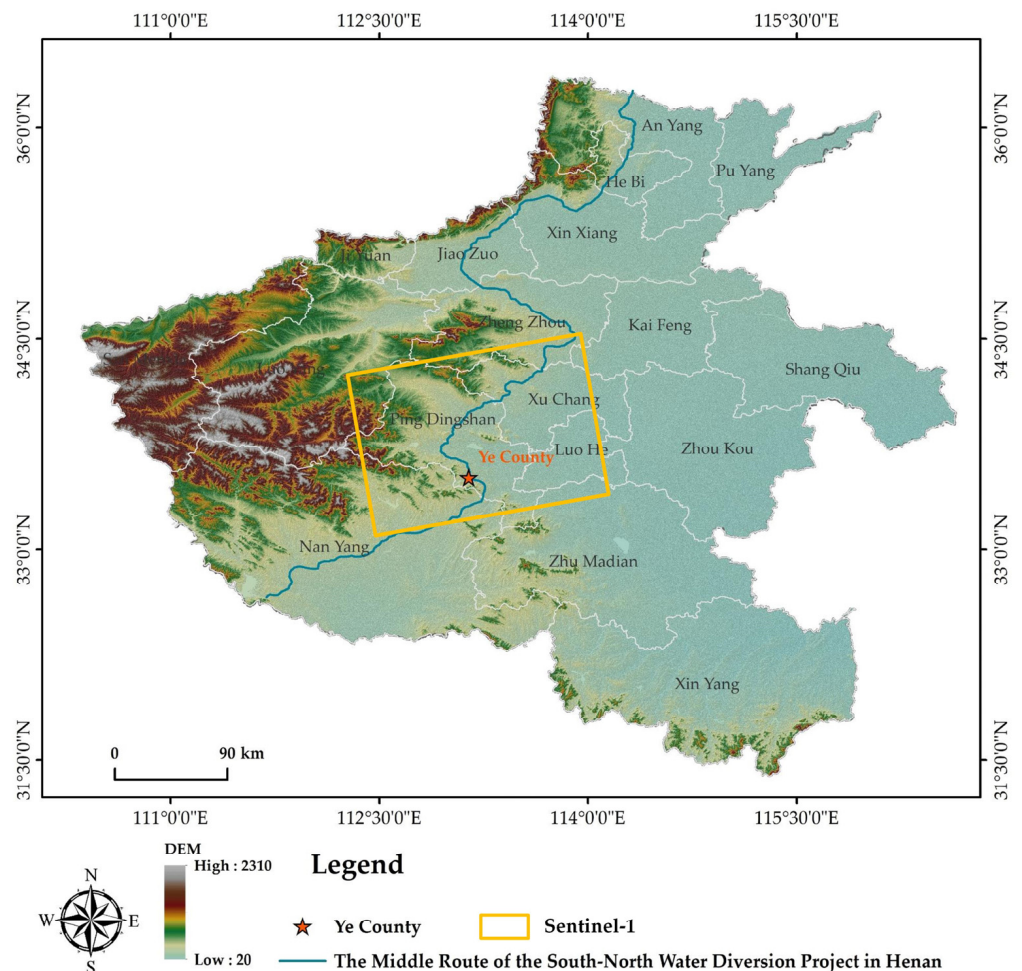 111°0'0"E 112°30'0"E 114°0'0"E 115°30'0"E
36°0'0"N
36°0'0"N
An Yang
Pu Yang
He Bi
Xin Xiang
Ji Yuan
Jiao Zuo
Zheng Zhou
Kai Feng
34°30'0"N
34°30'0"N
Shang Qiu
Xu Chang
Ping Dingshan
Luo He
Zhou Kou
Ye County
33°0'0"N
33°0'0"N
Nan Yang
Zhu Madian
Xin Yang
0 90 km
31°30'0"N
31°30'0"N
111°0'0"E 112°30'0"E 114°0'0"E 115°30'0"E
DEM
High : 2310
Low : 20
Legend
N
W E
S
Ye County
Sentinel-1
The Middle Route of the South-North Water Diversion Project in Henan